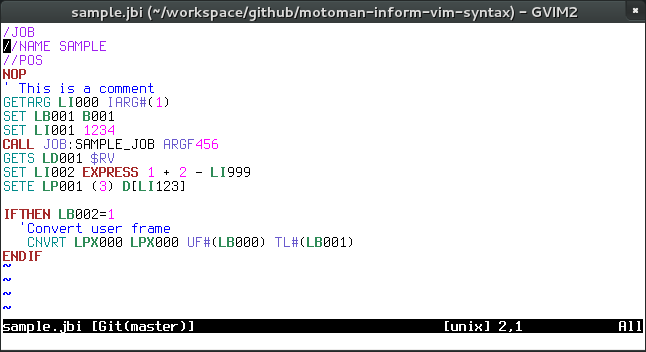 sample.jbi (~/workspace/github/motoman-inform-vim-syntax) - GVIM2
/JOB
//NAME SAMPLE
//POS
NOP
' This is a comment
GETARG LI000 IARG#(1)
SET LB001 B001
SET LI001 1234
CALL JOB:SAMPLE_JOB ARGF456
GETS LD001 $RV
SET LI002 EXPRESS 1 + 2 - LI999
SETE LP001 (3) D[LI123]
IFTHEN LB002=1
  'Convert user frame
   CNVRT LPX000 LPX000 UF#(LB000) TL#(LB001)
ENDIF
~
~
~
~
sample.jbi [Git(master)] [unix] 2,1 All